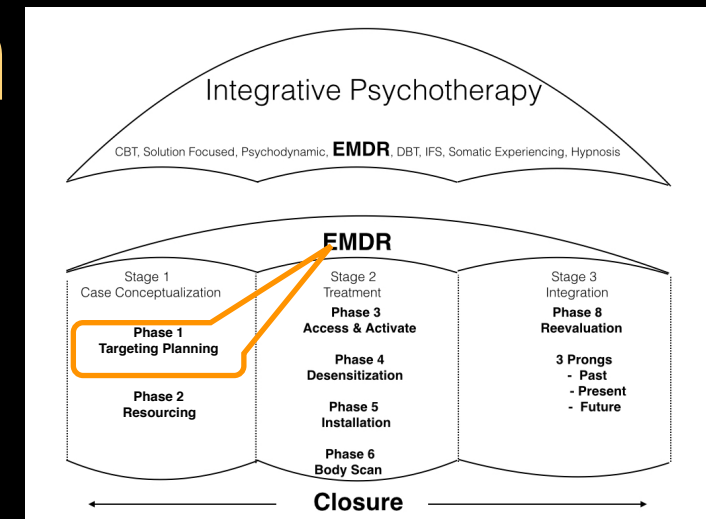 Integrative Psychotherapy
CBT, Solution Focused, Psychodynamic, EMDR, DBT, IFS, Somatic Experiencing, Hypnosis
EMDR
Stage 1
Case Conceptualization
Phase 1
Targeting Planning
Phase 2
Resourcing
Stage 2
Treatment
Phase 3
Access & Activate
Phase 4
Desensitization
Phase 5
Installation
Phase 6
Body Scan
Stage 3
Integration
Phase 8
Reevaluation
3 Prongs
- Past
- Present
- Future
Closure